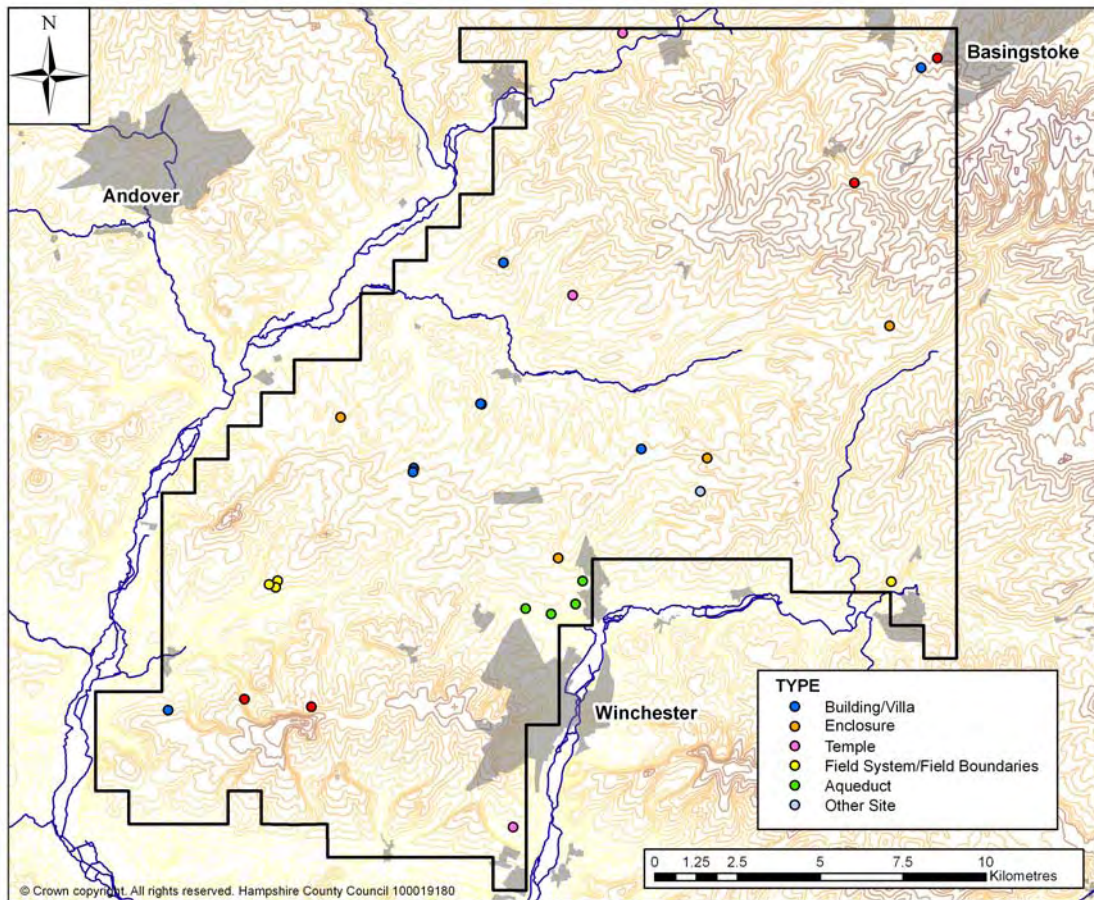 N
Basingstoke
Andover
Winchester
TYPE
Building/Villa
Enclosure
Temple
Field System/Field Boundaries
Aqueduct
Other Site
0 1.25 2.5 5 7.5 10
Kilometres
© Crown copyright. All rights reserved. Hampshire County Council 100019180